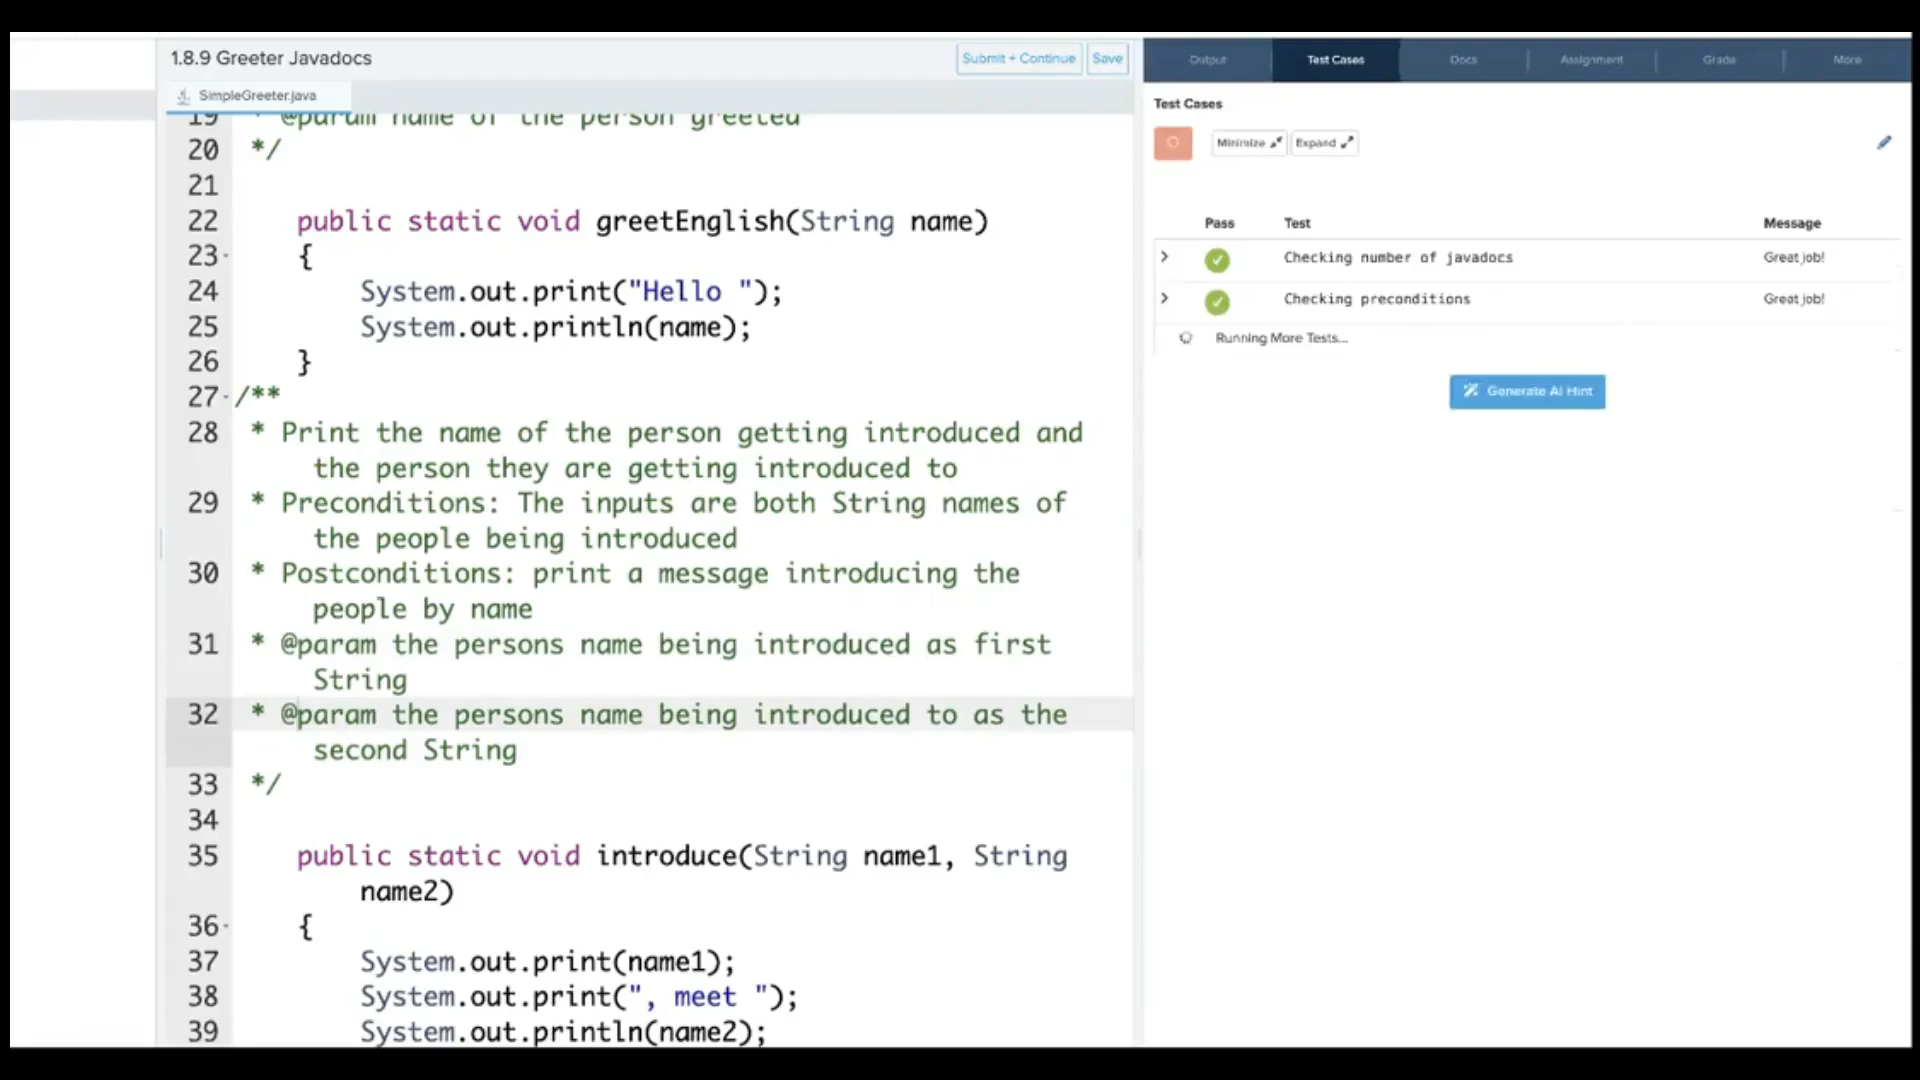 1.8.9 Greeter Javadocs
Submit + Continue
Save
SimpleGreeter.java
19 * @param name of the person greeted
20 */
21
22 public static void greetEnglish(String name)
23 {
24 System.out.print("Hello ");
25 System.out.println(name);
26 }
27 /**
28 * Print the name of the person getting introduced and
the person they are getting introduced to
29 * Preconditions: The inputs are both String names of
the people being introduced
30 * Postconditions: print a message introducing the
people by name
31 * @param the persons name being introduced as first
String
32 * @param the persons name being introduced to as the
second String
33 */
34
35 public static void introduce(String name1, String
name2)
36 {
37 System.out.print(name1);
38 System.out.print(", meet ");
39 System.out.println(name2);
Output
Test Cases
Docs
Assignment
Grade
More
Test Cases
Minimize
Expand
Pass Test Message
Checking number of javadocs Great job!
Checking preconditions Great job!
Running More Tests...
Generate AI Hint